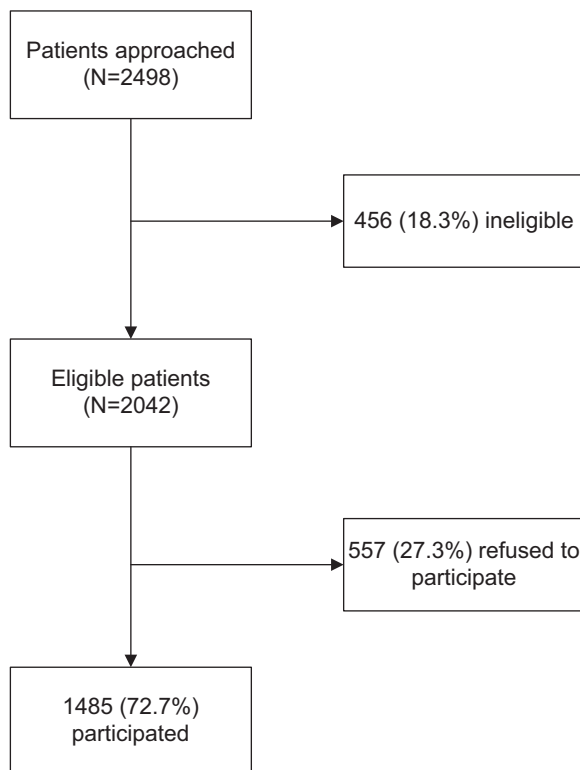 Patients approached
(N=2498)
456 (18.3%) ineligible
Eligible patients
(N=2042)
557 (27.3%) refused to
participate
1485 (72.7%)
participated